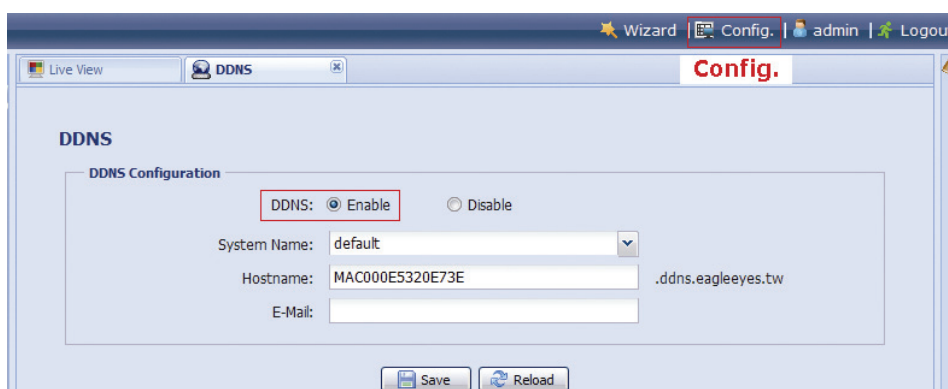 Wizard | Config. | admin | Logou
Live View DDNS Config.
DDNS
DDNS Configuration
DDNS: Enable Disable
System Name: default
Hostname: MAC000E5320E73E .ddns.eagleeyes.tw
E-Mail:
Save Reload